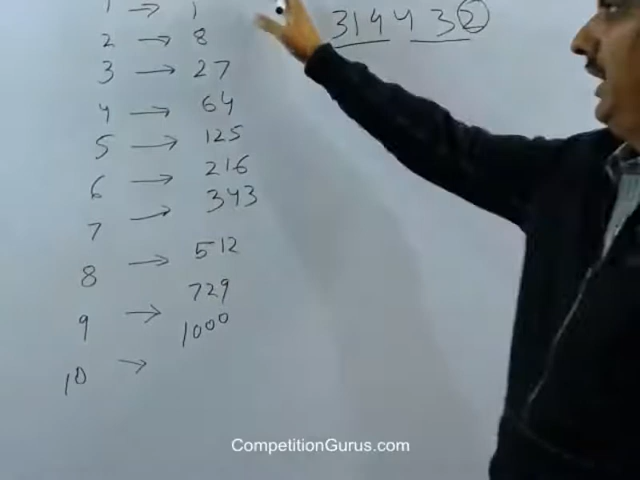 1 → 1
2 → 8
3 → 27
4 → 64
5 → 125
6 → 216
7 → 343
8 → 512
9 → 729
10 → 1000
314432
CompetitionGurus.com